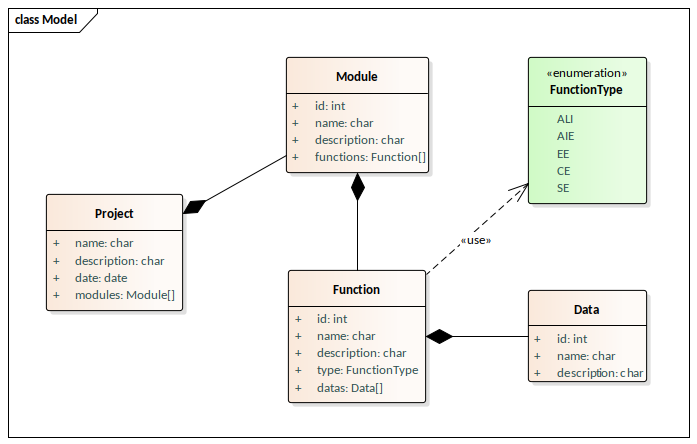 class Model
Module
+ id: int
+ name: char
+ description: char
+ functions: Function[]
«enumeration»
FunctionType
ALI
AIE
EE
CE
SE
Project
+ name: char
+ description: char
+ date: date
+ modules: Module[]
«use»
Function
+ id: int
+ name: char
+ description: char
+ type: FunctionType
+ datas: Data[]
Data
+ id: int
+ name: char
+ description: char